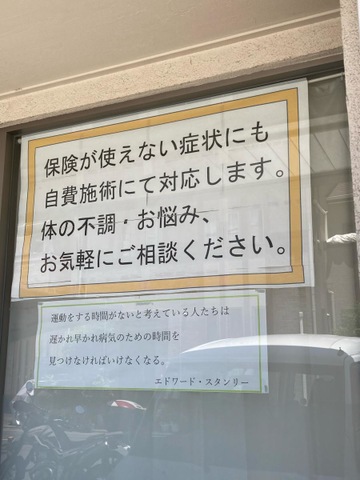 保険が使えない症状にも
自費施術にて対応します。
体の不調・お悩み、
お気軽にご相談ください。
運動をする時間がないと考えている人たちは
遅かれ早かれ病気のための時間を
見つけなければいけなくなる。
エドワード・スタンリー